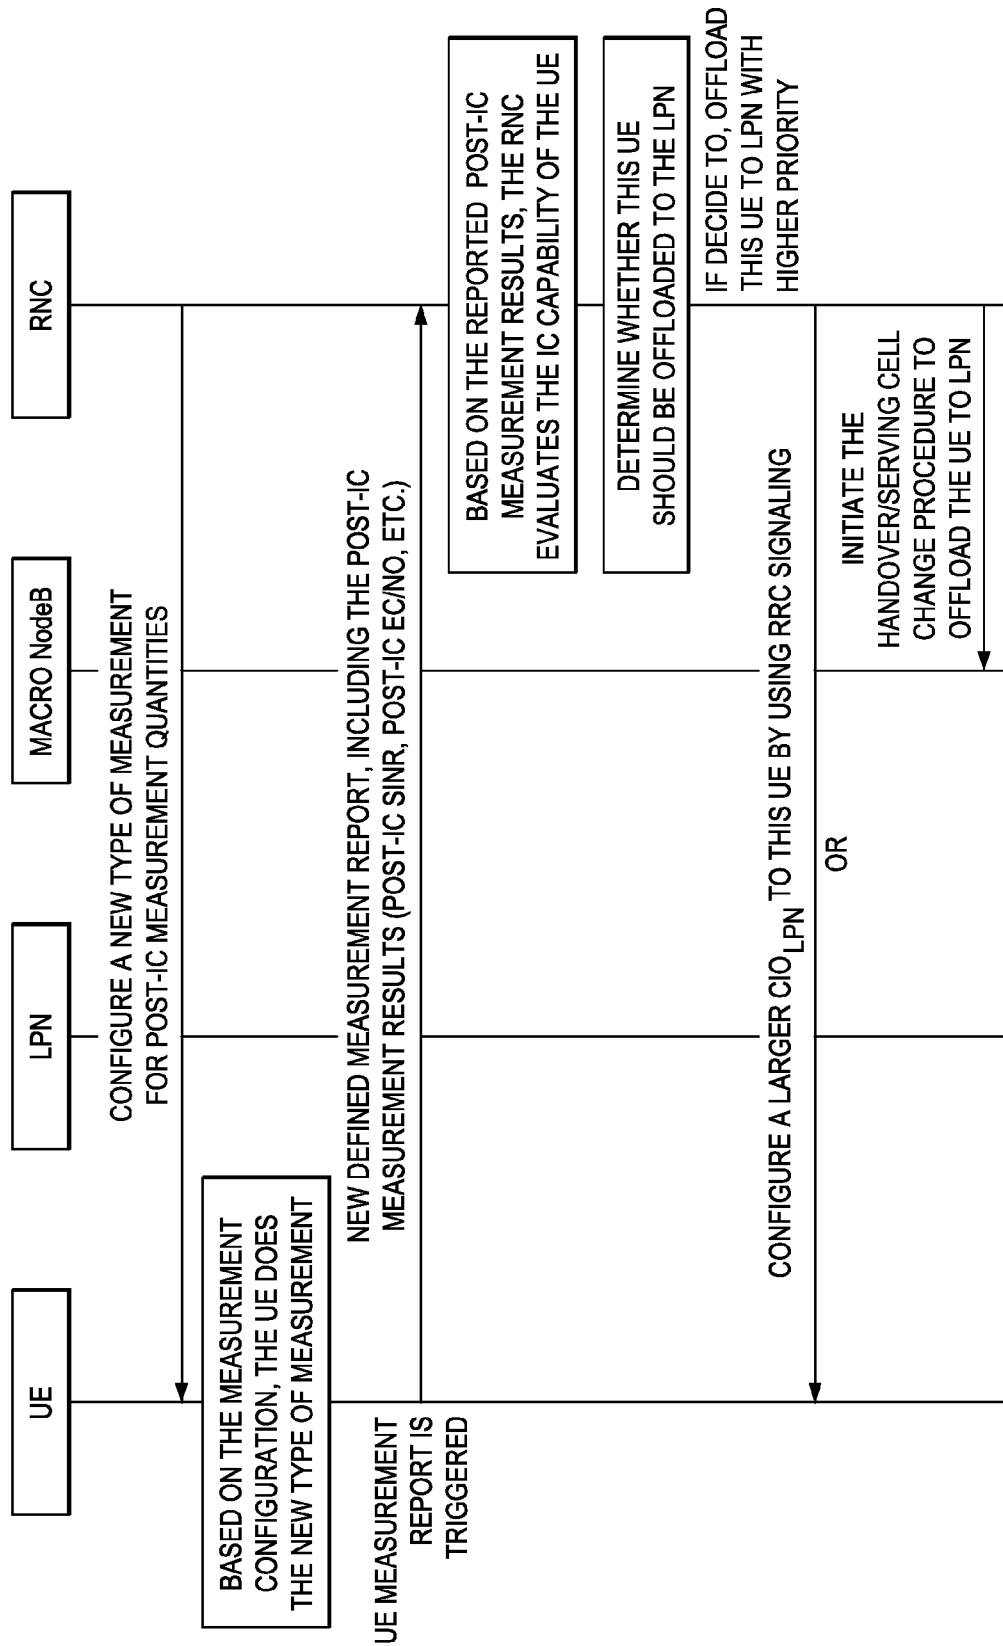 UE
LPN
MACRO NodeB
RNC
CONFIGURE A NEW TYPE OF MEASUREMENT
FOR POST-IC MEASUREMENT QUANTITIES
BASED ON THE MEASUREMENT
CONFIGURATION, THE UE DOES
THE NEW TYPE OF MEASUREMENT
UE MEASUREMENT
REPORT IS
TRIGGERED
NEW DEFINED MEASUREMENT REPORT, INCLUDING THE POST-IC
MEASUREMENT RESULTS (POST-IC SINR, POST-IC EC/NO, ETC.)
BASED ON THE REPORTED POST-IC
MEASUREMENT RESULTS, THE RNC
EVALUATES THE IC CAPABILITY OF THE UE
DETERMINE WHETHER THIS UE
SHOULD BE OFFLOADED TO THE LPN
IF DECIDE TO, OFFLOAD
THIS UE TO LPN WITH
HIGHER PRIORITY
CONFIGURE A LARGER CIO LPN TO THIS UE BY USING RRC SIGNALING
OR
INITIATE THE
HANDOVER/SERVING CELL
CHANGE PROCEDURE TO
OFFLOAD THE UE TO LPN